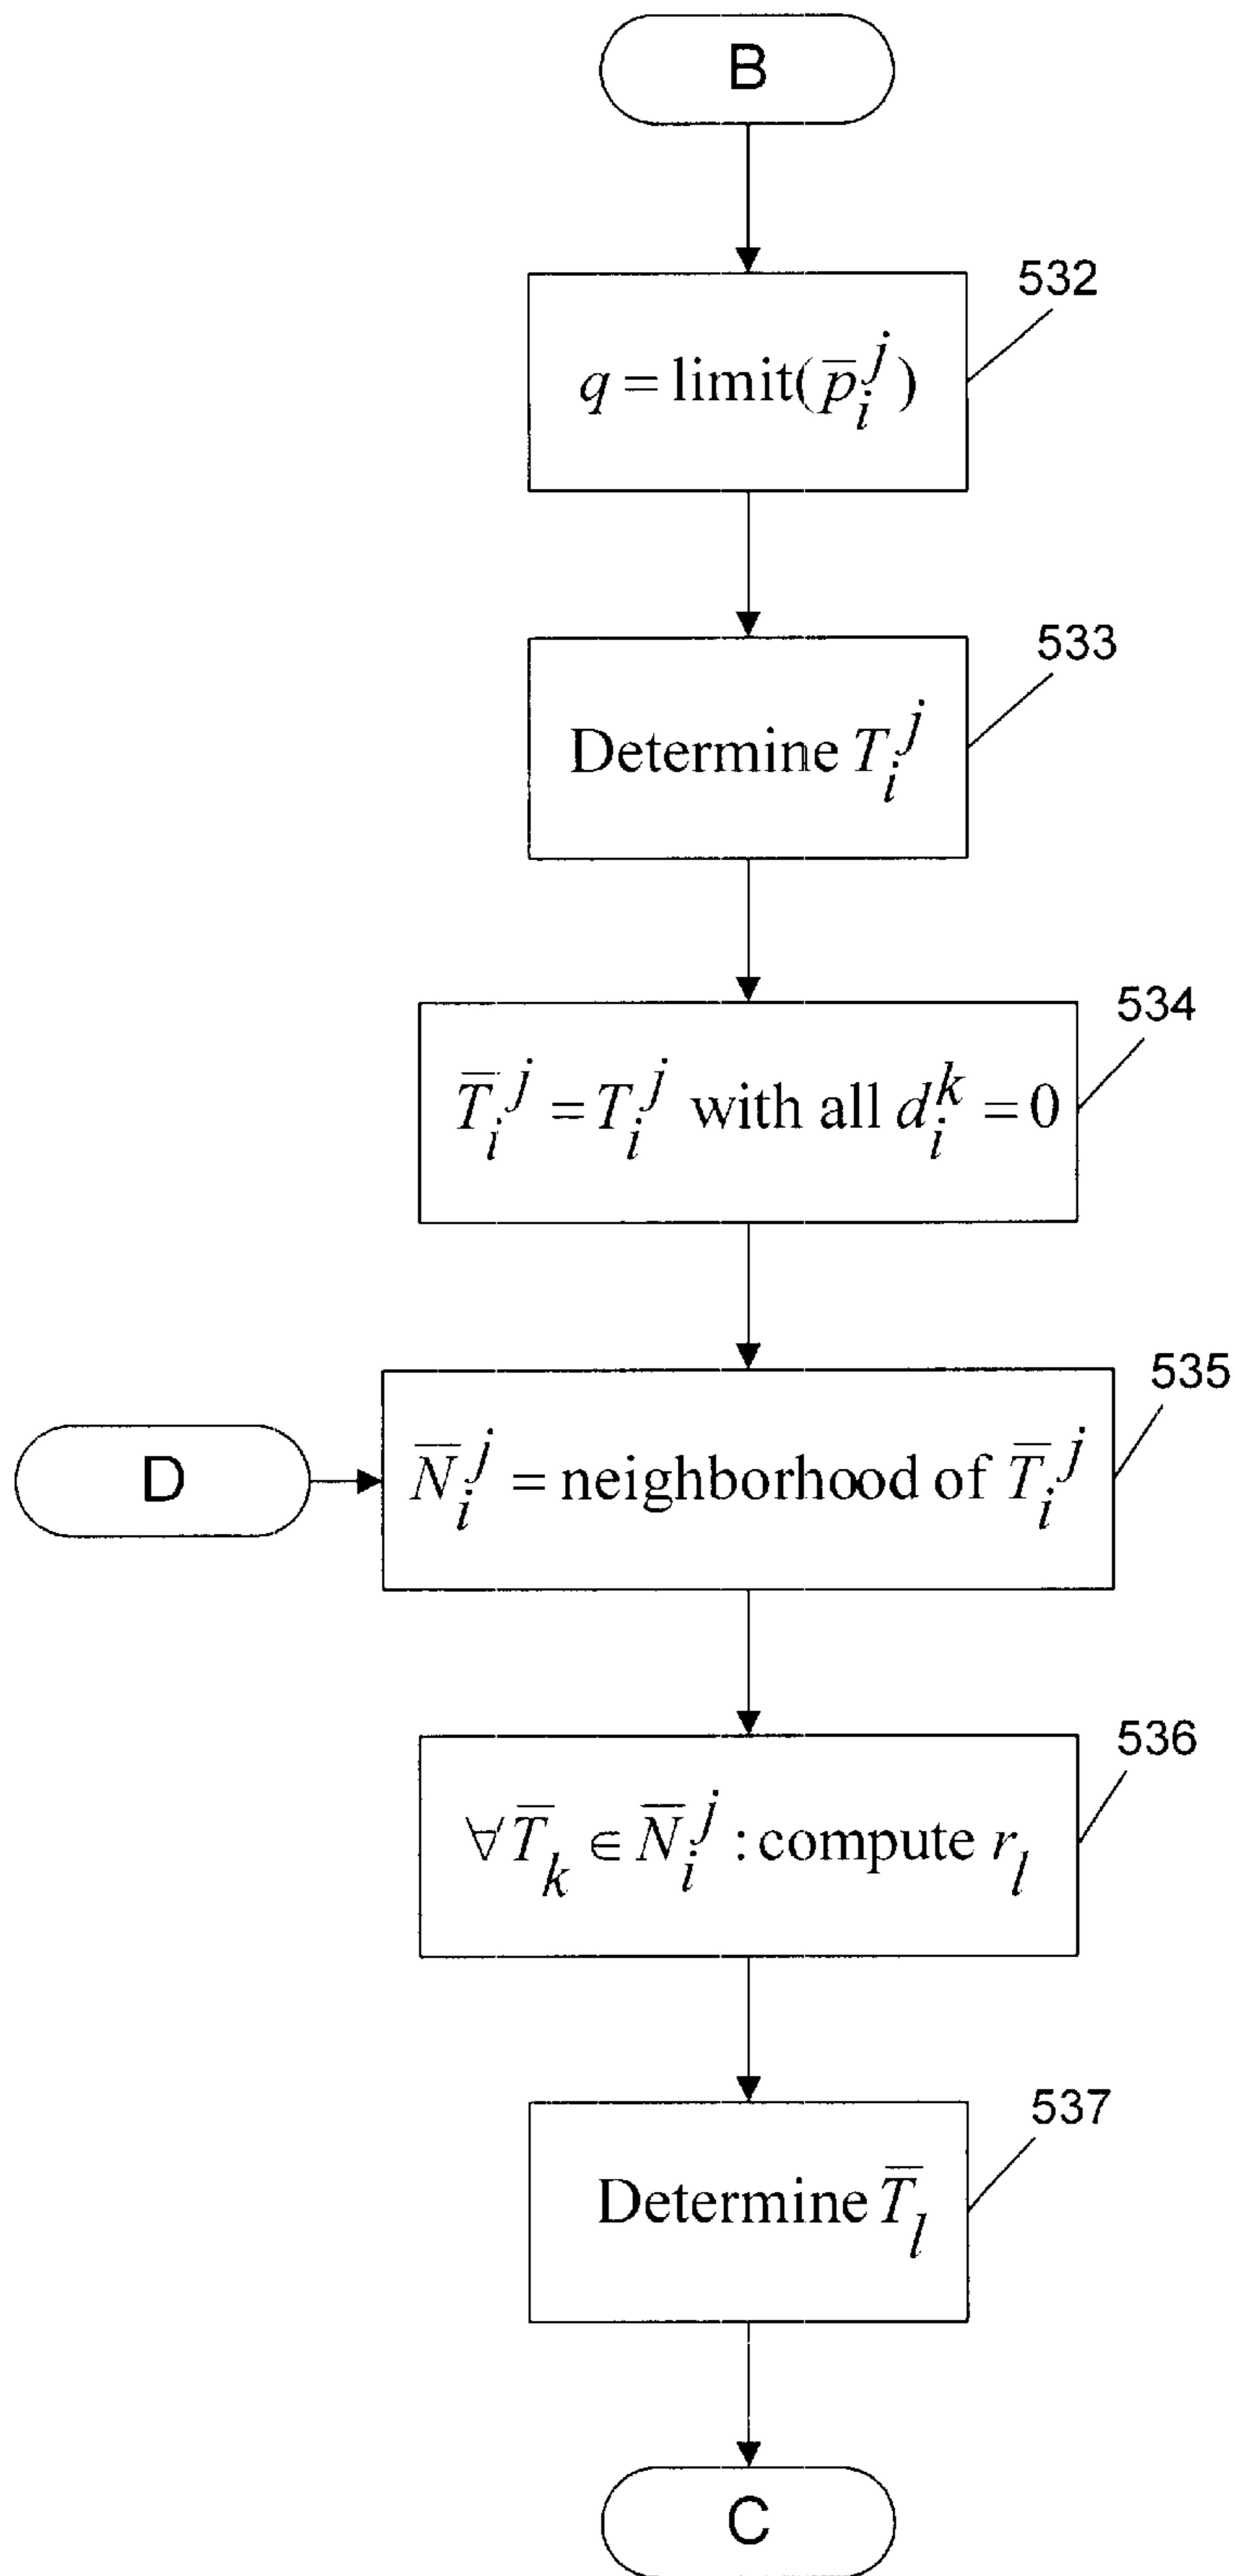 B
532
q = limit(p̅ᵢʲ)
533
Determine Tᵢʲ
534
T̅ᵢʲ = Tᵢʲ with all dᵢᵏ = 0
535
D
N̅ᵢʲ = neighborhood of T̅ᵢʲ
536
∀ T̅ₖ ∈ N̅ᵢʲ : compute rₗ
537
Determine T̅ₗ
C